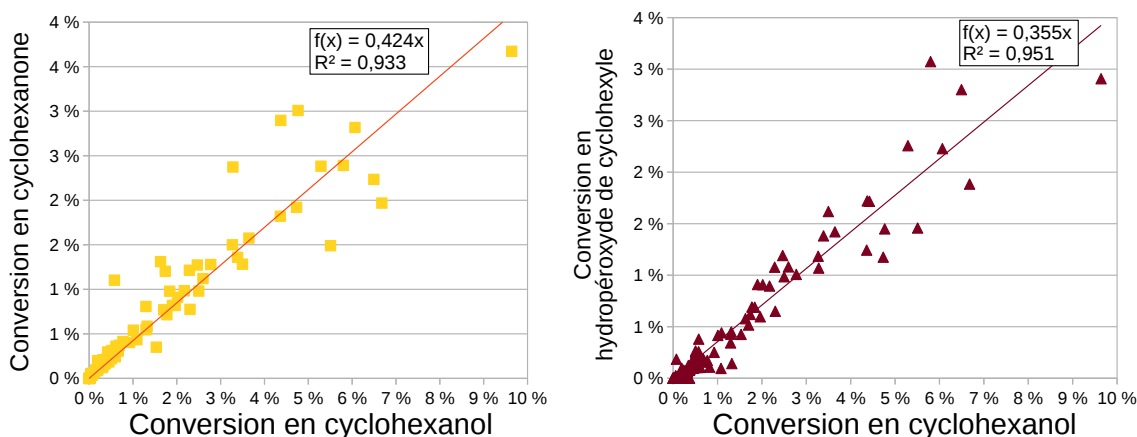 4 %
4 %
3 %
3 %
2 %
2 %
1 %
1 %
0 %
Conversion en cyclohexanone
f(x) = 0,424x
R² = 0,933
0 % 1 % 2 % 3 % 4 % 5 % 6 % 7 % 8 % 9 % 10 %
Conversion en cyclohexanol
4 %
3 %
3 %
2 %
2 %
1 %
1 %
0 %
Conversion en
hydropéroxyde de cyclohexyle
f(x) = 0,355x
R² = 0,951
0 % 1 % 2 % 3 % 4 % 5 % 6 % 7 % 8 % 9 % 10 %
Conversion en cyclohexanol